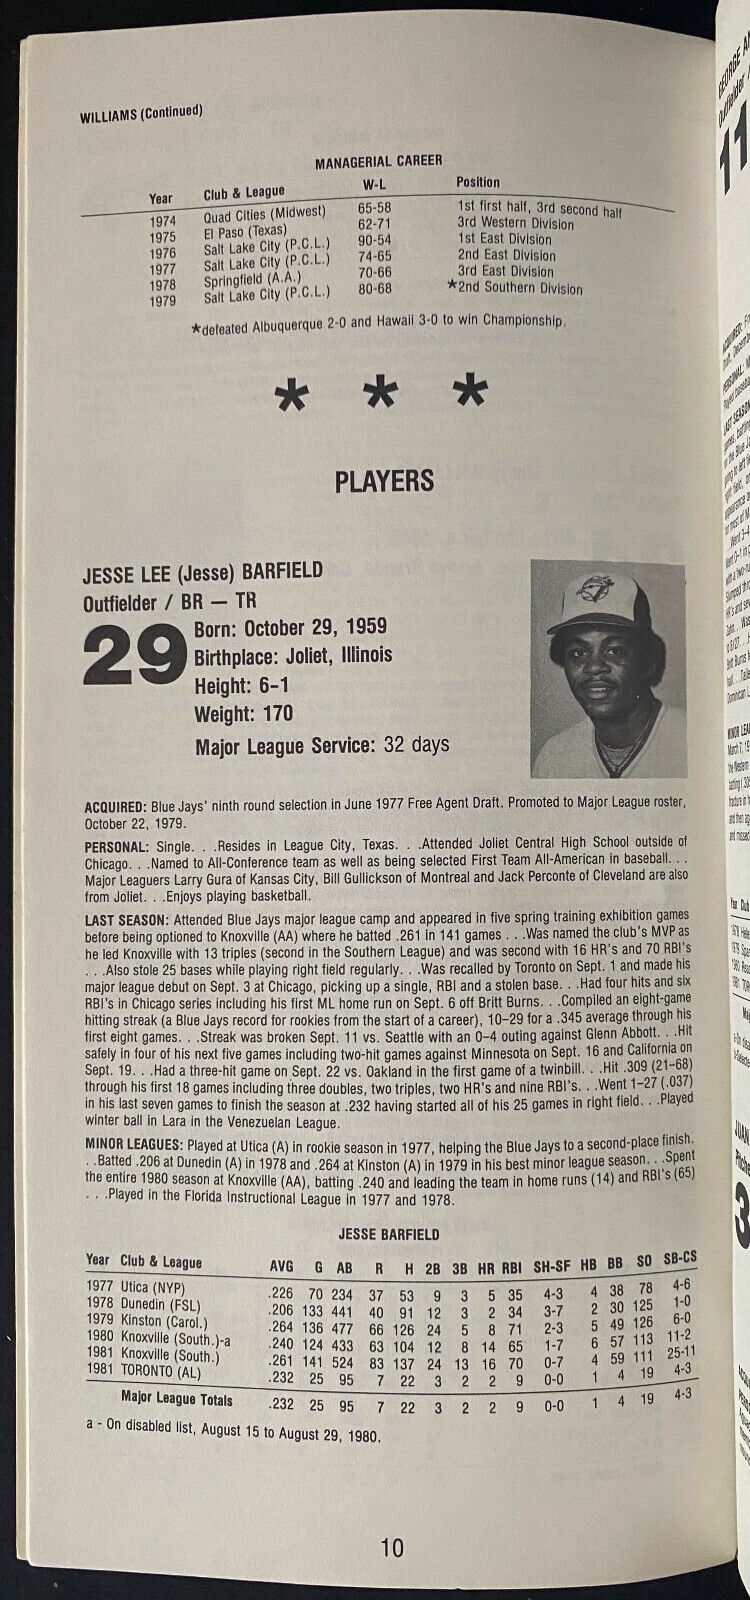 WILLIAMS (Continued)
MANAGERIAL CAREER
Year Club & League W-L Position
1974 Quad Cities (Midwest) 65-58 1st first half, 3rd second half
1975 El Paso (Texas) 62-71 3rd Western Division
1976 Salt Lake City (P.C.L.) 90-54 1st East Division
1977 Salt Lake City (P.C.L.) 74-65 2nd East Division
1978 Springfield (A.A.) 70-66 3rd East Division
1979 Salt Lake City (P.C.L.) 80-68 *2nd Southern Division
*defeated Albuquerque 2-0 and Hawaii 3-0 to win Championship.
* * *
PLAYERS
JESSE LEE (Jesse) BARFIELD
Outfielder / BR — TR
29
Born: October 29, 1959
Birthplace: Joliet, Illinois
Height: 6-1
Weight: 170
Major League Service: 32 days
ACQUIRED: Blue Jays' ninth round selection in June 1977 Free Agent Draft. Promoted to Major League roster,
October 22, 1979.
PERSONAL: Single. . .Resides in League City, Texas. . .Attended Joliet Central High School outside of
Chicago. . .Named to All-Conference team as well as being selected First Team All-American in baseball. . .
Major Leaguers Larry Gura of Kansas City, Bill Gullickson of Montreal and Jack Perconte of Cleveland are also
from Joliet. . .Enjoys playing basketball.
LAST SEASON: Attended Blue Jays major league camp and appeared in five spring training exhibition games
before being optioned to Knoxville (AA) where he batted .261 in 141 games . . .Was named the club's MVP as
he led Knoxville with 13 triples (second in the Southern League) and was second with 16 HR's and 70 RBI's
. . .Also stole 25 bases while playing right field regularly. . .Was recalled by Toronto on Sept. 1 and made his
major league debut on Sept. 3 at Chicago, picking up a single, RBI and a stolen base. . .Had four hits and six
RBI's in Chicago series including his first ML home run on Sept. 6 off Britt Burns. . .Compiled an eight-game
hitting streak (a Blue Jays record for rookies from the start of a career), 10-29 for a .345 average through his
first eight games. . .Streak was broken Sept. 11 vs. Seattle with an 0-4 outing against Glenn Abbott. . .Hit
safely in four of his next five games including two-hit games against Minnesota on Sept. 16 and California on
Sept. 19. . .Had a three-hit game on Sept. 22 vs. Oakland in the first game of a twinbill. . .Hit .309 (21-68)
through his first 18 games including three doubles, two triples, two HR's and nine RBI's. . .Went 1-27 (.037)
in his last seven games to finish the season at .232 having started all of his 25 games in right field. . .Played
winter ball in Lara in the Venezuelan League.
MINOR LEAGUES: Played at Utica (A) in rookie season in 1977, helping the Blue Jays to a second-place finish.
. .Batted .206 at Dunedin (A) in 1978 and .264 at Kinston (A) in 1979 in his best minor league season. . .Spent
the entire 1980 season at Knoxville (AA), batting .240 and leading the team in home runs (14) and RBI's (65)
. . .Played in the Florida Instructional League in 1977 and 1978.
JESSE BARFIELD
Year Club & League AVG G AB R H 2B 3B HR RBI SH-SF HB BB SO SB-CS
1977 Utica (NYP) .226 70 234 37 53 9 3 5 35 4-3 4 38 78 4-6
1978 Dunedin (FSL) .206 133 441 40 91 12 3 2 34 3-7 2 30 125 1-0
1979 Kinston (Carol.) .264 136 477 66 126 24 5 8 71 2-3 5 49 126 6-0
1980 Knoxville (South.)-a .240 124 433 63 104 12 8 14 65 1-7 6 57 113 11-2
1981 Knoxville (South.) .261 141 524 83 137 24 13 16 70 0-7 4 59 111 25-11
1981 TORONTO (AL) .232 25 95 7 22 3 2 2 9 0-0 1 4 19 4-3
Major League Totals .232 25 95 7 22 3 2 2 9 0-0 1 4 19 4-3
a - On disabled list, August 15 to August 29, 1980.
10
GEORGE
Outfielder
11